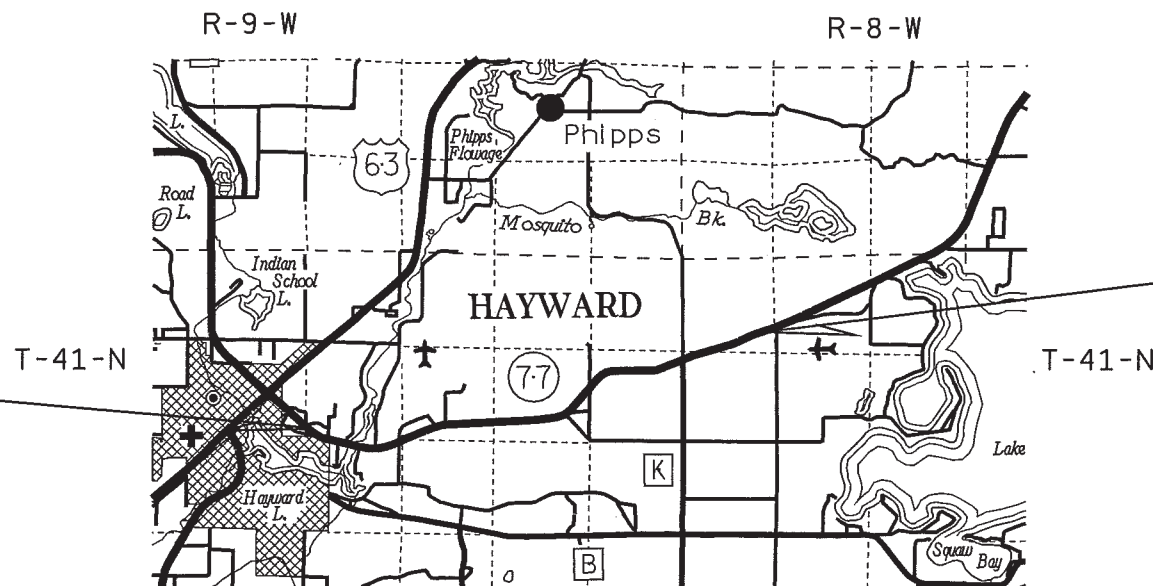 R-9-W
R-8-W
L.
63
Phipps
Flowage
Phipps
Road
L.
Mosquito
Bk.
Indian
School
L.
HAYWARD
T-41-N
77
T-41-N
K
Lake
Hayward
L.
B
Squaw
Bay